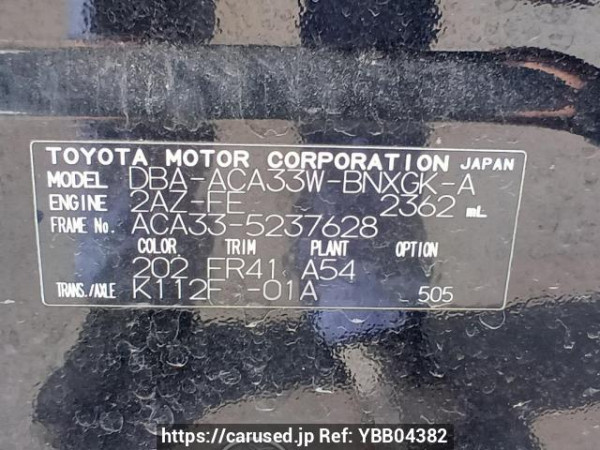 TOYOTA MOTOR CORPORATION JAPAN
MODEL DBA-ACA33W-BNXGK-A
ENGINE 2AZ-FE 2362 mL
FRAME No. ACA33-5237628
COLOR TRIM PLANT OPTION
202 FR41 A54
TRANS./AXLE K112F -01A 505
https://carused.jp Ref: YBB04382